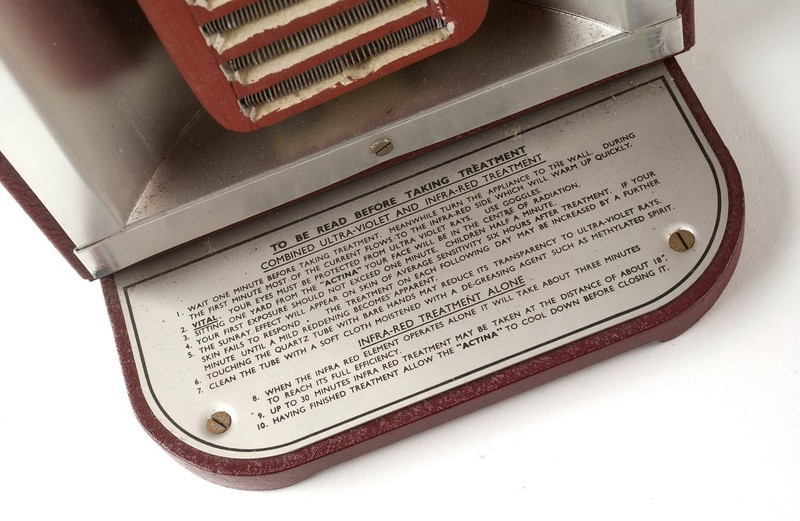 TO BE READ BEFORE TAKING TREATMENT
COMBINED ULTRA-VIOLET AND INFRA-RED TREATMENT
1. WAIT ONE MINUTE BEFORE TAKING TREATMENT. MEANWHILE TURN THE APPLIANCE TO THE WALL. DURING
THE FIRST MINUTE MOST OF THE CURRENT FLOWS TO THE INFRA-RED SIDE WHICH WILL WARM UP QUICKLY.
2. VITAL. YOUR EYES MUST BE PROTECTED FROM ULTRA VIOLET RAYS. USE GOGGLES.
3. SITTING ONE YARD FROM THE "ACTINA" YOUR FACE WILL BE IN THE CENTRE OF RADIATION.
4. YOUR FIRST EXPOSURE SHOULD NOT EXCEED ONE MINUTE. CHILDREN HALF A MINUTE.
5. THE SUNRAY EFFECT WILL APPEAR ON SKIN OF AVERAGE SENSITIVITY SIX HOURS AFTER TREATMENT. IF YOUR
SKIN FAILS TO RESPOND THE TREATMENT ON EACH FOLLOWING DAY MAY BE INCREASED BY A FURTHER
MINUTE UNTIL A MILD REDDENING BECOMES APPARENT.
6. TOUCHING THE QUARTZ TUBE WITH BARE HANDS MAY REDUCE ITS TRANSPARENCY TO ULTRA-VIOLET RAYS.
7. CLEAN THE TUBE WITH A SOFT CLOTH MOISTENED WITH A DE-GREASING AGENT SUCH AS METHYLATED SPIRIT.
INFRA-RED TREATMENT ALONE
8. WHEN THE INFRA RED ELEMENT OPERATES ALONE IT WILL TAKE ABOUT THREE MINUTES
TO REACH ITS FULL EFFICIENCY.
9. UP TO 30 MINUTES INFRA RED TREATMENT MAY BE TAKEN AT THE DISTANCE OF ABOUT 18".
10. HAVING FINISHED TREATMENT ALLOW THE "ACTINA" TO COOL DOWN BEFORE CLOSING IT.